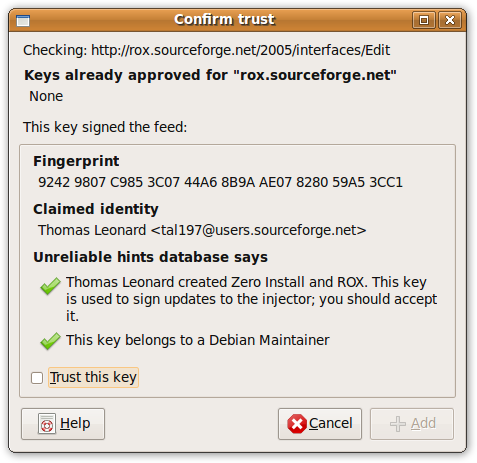 Confirm trust
Checking: http://rox.sourceforge.net/2005/interfaces/Edit
Keys already approved for "rox.sourceforge.net"
None
This key signed the feed:
Fingerprint
9242 9807 C985 3C07 44A6 8B9A AE07 8280 59A5 3CC1
Claimed identity
Thomas Leonard <tal197@users.sourceforge.net>
Unreliable hints database says
Thomas Leonard created Zero Install and ROX. This key
is used to sign updates to the injector; you should accept
it.
This key belongs to a Debian Maintainer
Trust this key
Help
Cancel
Add